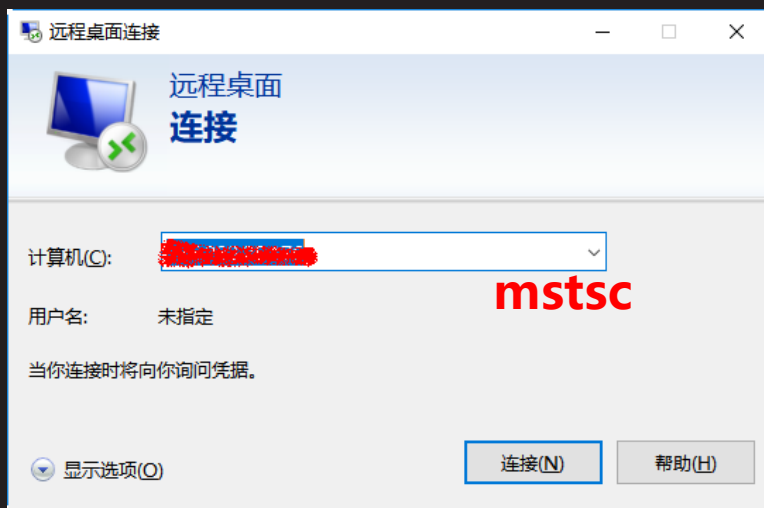 远程桌面连接
远程桌面
连接
计算机(C):
mstsc
用户名: 未指定
当你连接时将向你询问凭据。
显示选项(O)
连接(N)
帮助(H)